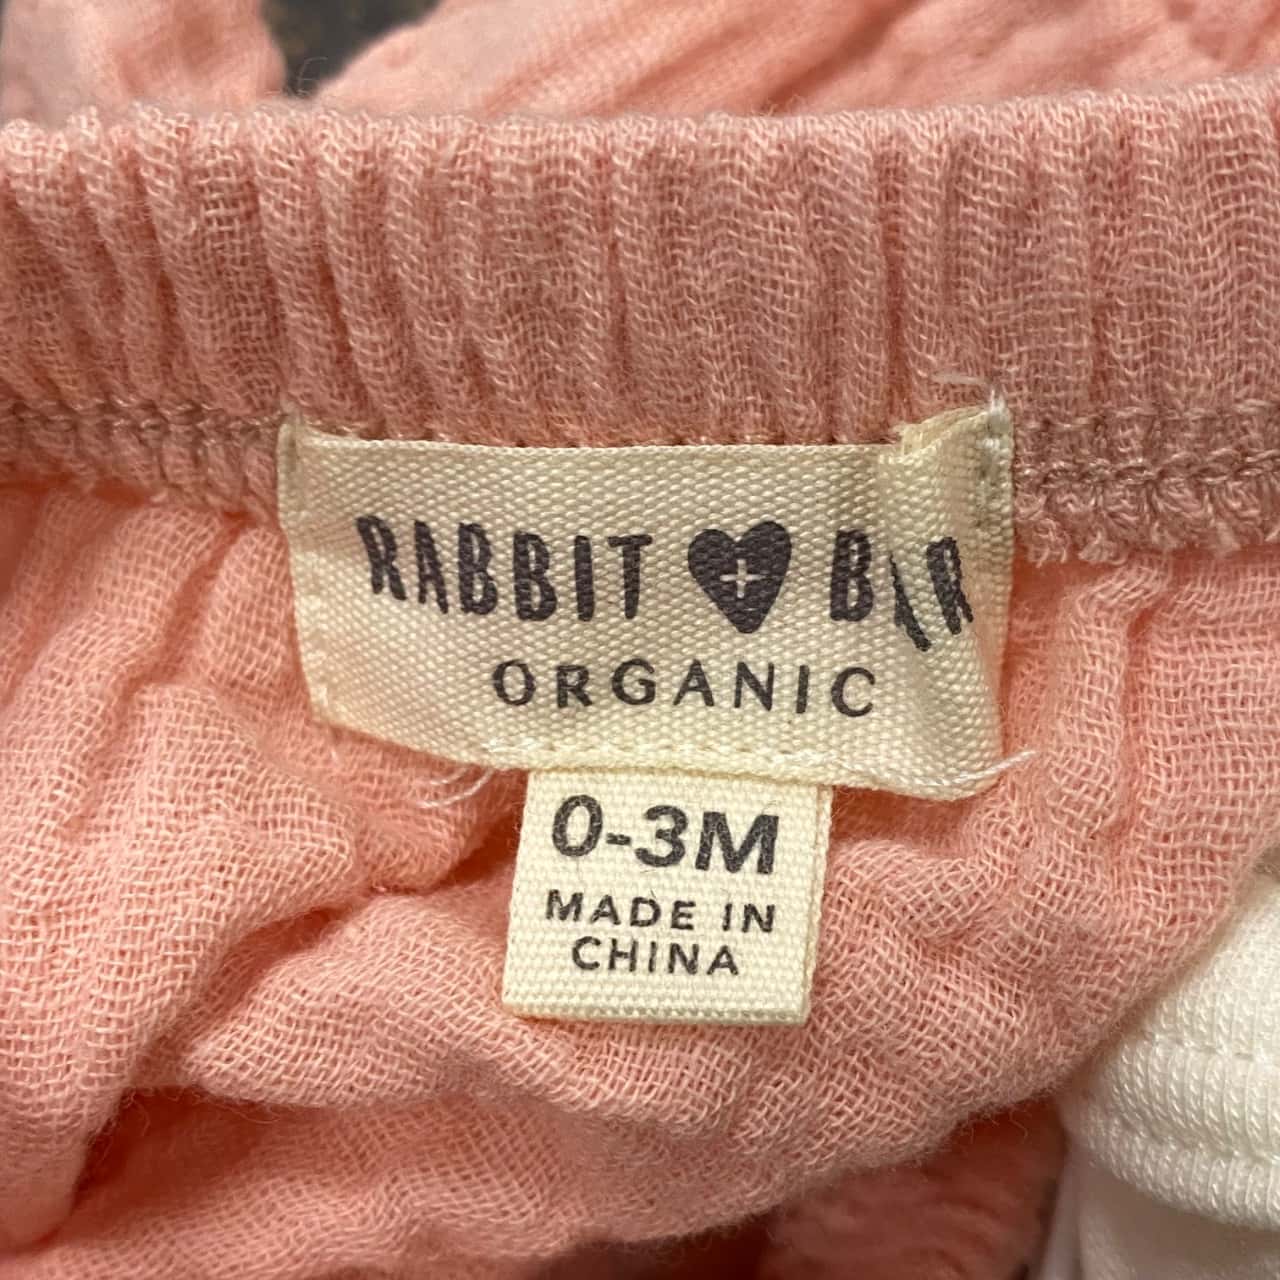 RABBIT +
ORGANIC
0-3M
MADE IN
CHINA